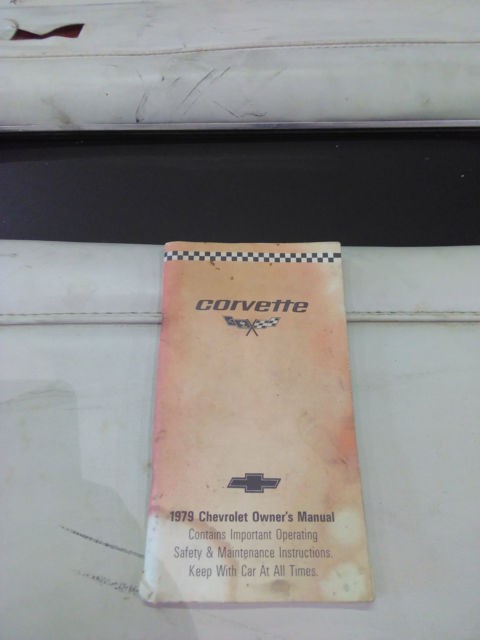 corvette
1979 Chevrolet Owner's Manual
Contains Important Operating
Safety & Maintenance Instructions.
Keep With Car At All Times.